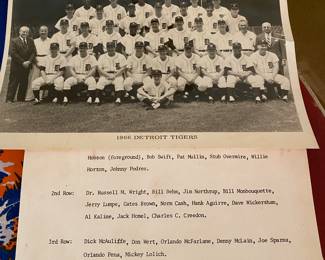 1966 DETROIT TIGERS
Hobson (foreground), Bob Swift, Pat Mullin, Stub Overmire, Willie
Horton, Johnny Podres.
2nd Row: Dr. Russell M. Wright, Bill Behm, Jim Northrup, Bill Monbouquette,
Jerry Lumpe, Gates Brown, Norm Cash, Hank Aguirre, Dave Wickersham,
Al Kaline, Jack Homel, Charles C. Creedon.
3rd Row: Dick McAuliffe, Don Wert, Orlando McFarlane, Denny McLain, Joe Sparma,
Orlando Pena, Mickey Lolich.